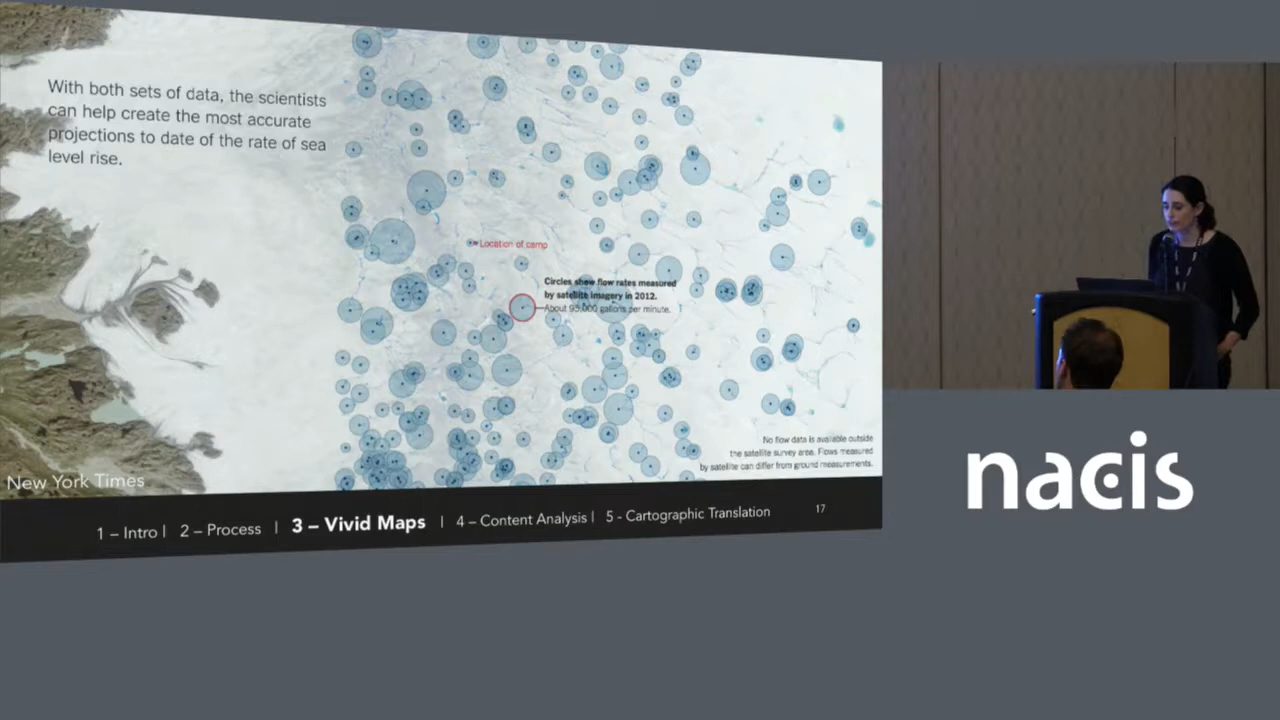 With both sets of data, the scientists
can help create the most accurate
projections to date of the rate of sea
level rise.
Location of camp
Circles show flow rates measured
by satellite imagery in 2012.
About 95,000 gallons per minute.
No flow data is available outside
the satellite survey area. Flows measured
by satellite can differ from ground measurements.
New York Times
1 – Intro | 2 – Process | 3 – Vivid Maps | 4 – Content Analysis | 5 - Cartographic Translation 17
nacis